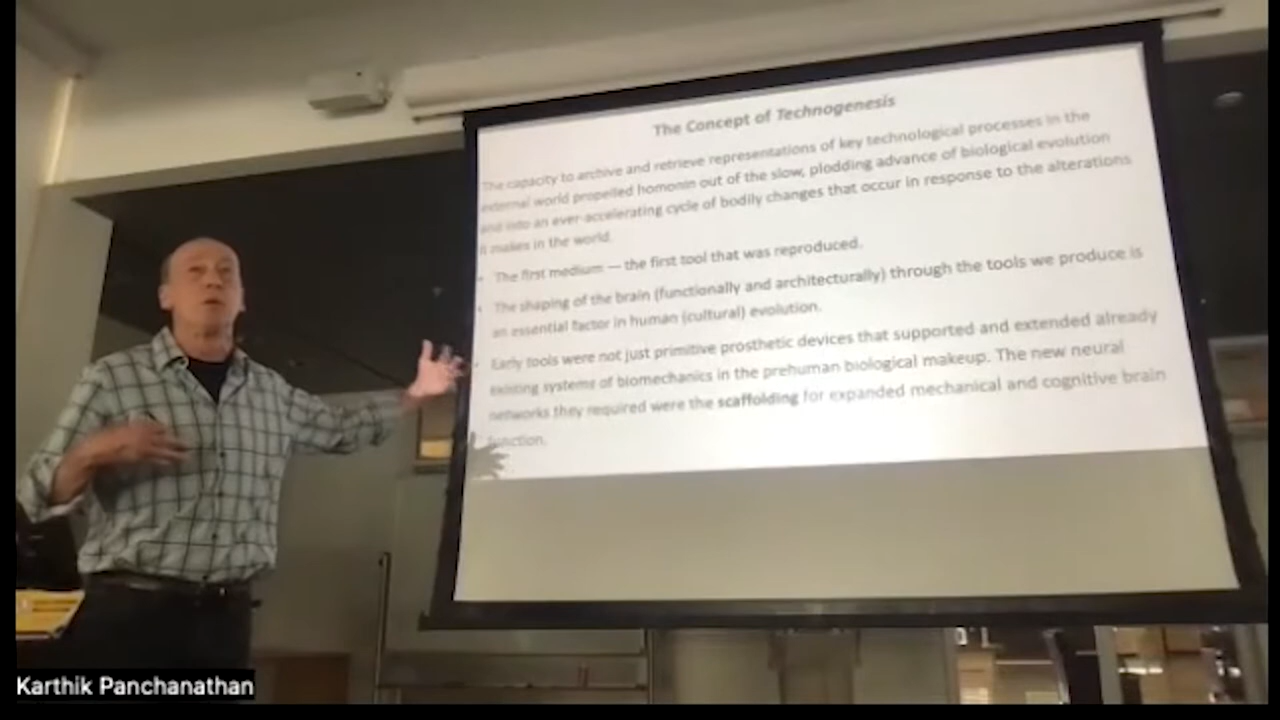 The Concept of Technogenesis
The capacity to archive and retrieve representations of key technological processes in the
external world propelled homonin out of the slow, plodding advance of biological evolution
and into an ever-accelerating cycle of bodily changes that occur in response to the alterations
it makes in the world.
• The first medium — the first tool that was reproduced.
• The shaping of the brain (functionally and architecturally) through the tools we produce is
an essential factor in human (cultural) evolution.
• Early tools were not just primitive prosthetic devices that supported and extended already
existing systems of biomechanics in the prehuman biological makeup. The new neural
networks they required were the scaffolding for expanded mechanical and cognitive brain
function.
Karthik Panchanathan